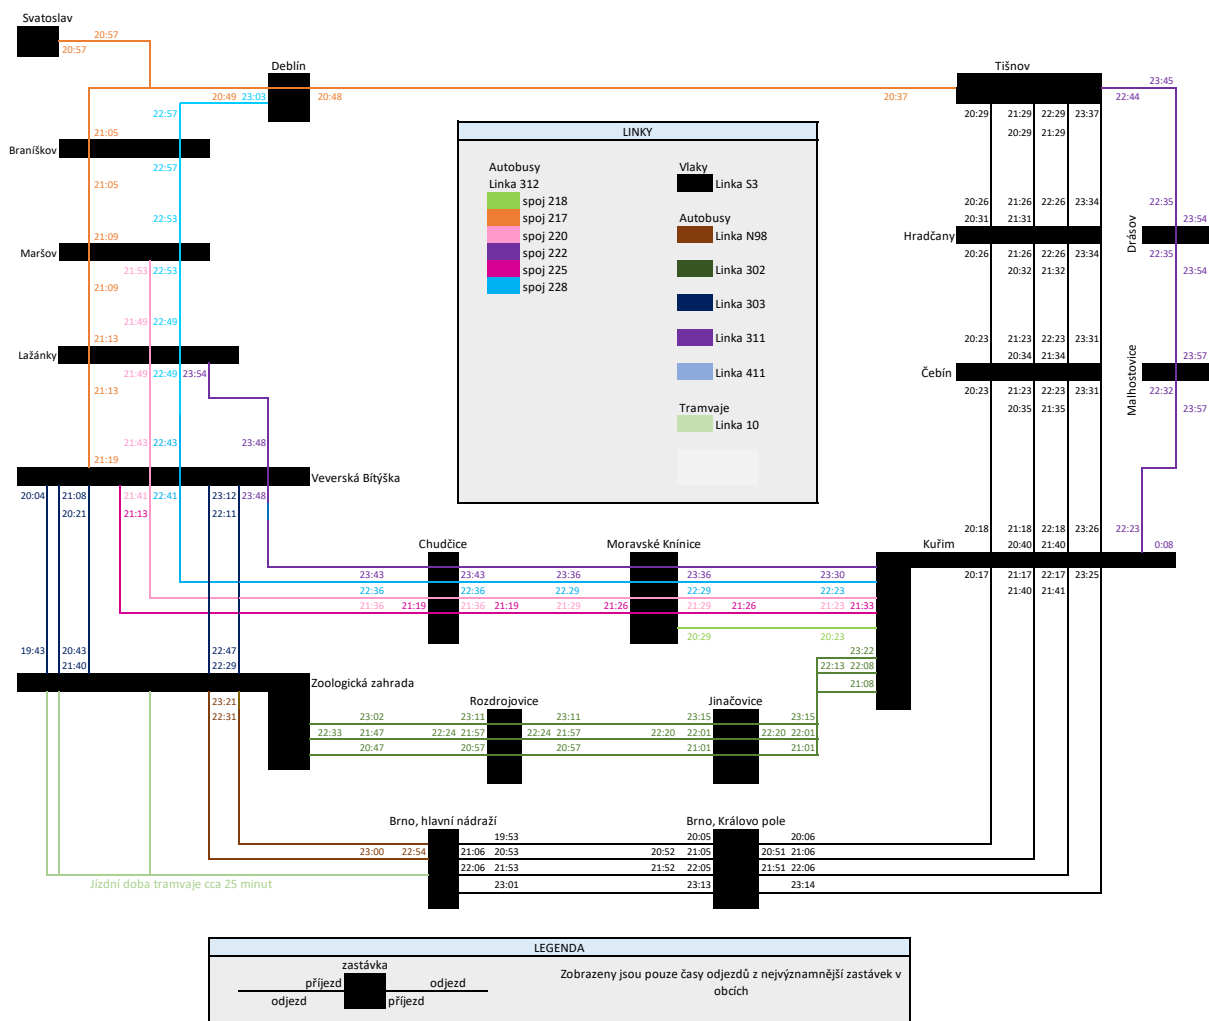 Svatoslav
20:57
20:57
Deblín
Tišnov
23:45
20:49 23:03
20:48
20:37
22:44
22:57
20:29 21:29 22:29 23:37
20:29 21:29
21:05
Braníškov
22:57
21:05
LINKY
Autobusy
Linka 312
spoj 218
spoj 217
spoj 220
spoj 222
spoj 225
spoj 228
Vlaky
Linka S3
Autobusy
Linka N98
Linka 302
Linka 303
Linka 311
Linka 411
Tramvaje
Linka 10
22:53
20:26 21:26 22:26 23:34
20:31 21:31
22:35
23:54
21:09
Maršov
Hradčany
Drásov
21:53 22:53
20:26 21:26 22:26 23:34
20:32 21:32
22:35
23:54
21:09
21:49 22:49
21:13
20:23 21:23 22:23 23:31
20:34 21:34
23:57
Lažánky
Čebín
Malhostovice
21:49 22:49 23:54
21:13
20:23 21:23 22:23 23:31
20:35 21:35
22:32
23:57
21:43 22:43 23:48
21:19
Veverská Bítýška
20:04 21:08 21:41 22:41 23:12 23:48
20:21 21:13 22:11
20:18 21:18 22:18 23:26
22:23
20:40 21:40
0:08
Chudčice
Moravské Knínice
Kuřim
20:17 21:17 22:17 23:25
21:40 21:41
23:43 23:43 23:36 23:36 23:30
22:36 22:36 22.29 22:29 22:23
21:36 21:19 21:36 21:19 21:29 21:26 21:29 21:26 21:23 21:33
20:29 20:23
19:43 20:43 22:47
21:40 22:29
23:22
22:13 22:08
21:08
Zoologická zahrada
23:21
22:31
Rozdrojovice
Jinačovice
23:02 23:11 23:11 23:15 23:15
22:33 21:47 22:24 21:57 22:24 21:57 22:20 22:01 22:20 22:01
20:47 20:57 20:57 21:01 21:01
Brno, hlavní nádraží
Brno, Královo pole
19:53 20:05 20:06
23:00 22:54 21:06 20:53 20:52 21:05 20:51 21:06
22:06 21:53 21:52 22:05 21:51 22:06
23:01 23:13 23:14
Jízdní doba tramvaje cca 25 minut
LEGENDA
zastávka
příjezd odjezd
odjezd příjezd
Zobrazeny jsou pouze časy odjezdů z nejvýznamnější zastávek v
obcích